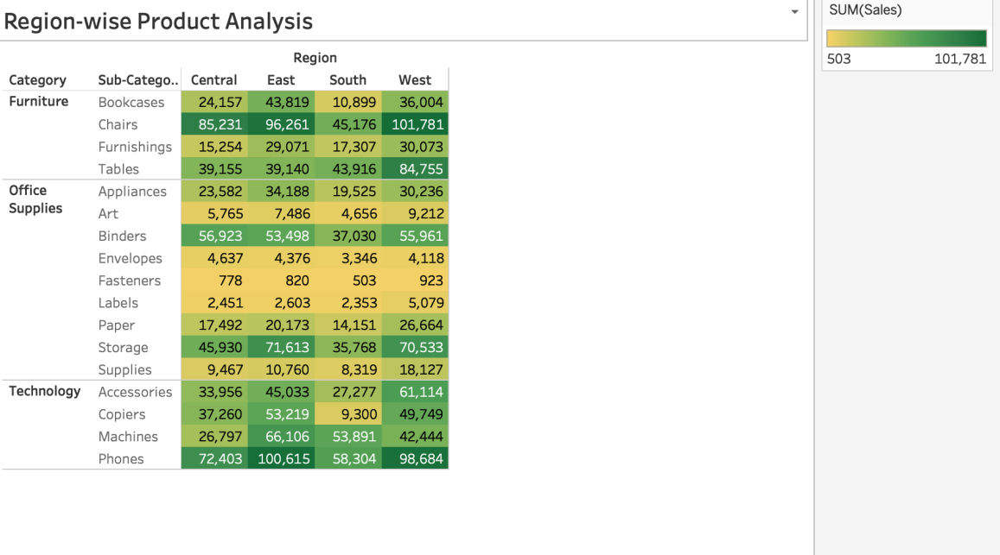 Region-wise Product Analysis
SUM(Sales)
503 101,781
Region
Category Sub-Catego.. Central East South West
Furniture Bookcases 24,157 43,819 10,899 36,004
Chairs 85,231 96,261 45,176 101,781
Furnishings 15,254 29,071 17,307 30,073
Tables 39,155 39,140 43,916 84,755
Office Supplies Appliances 23,582 34,188 19,525 30,236
Art 5,765 7,486 4,656 9,212
Binders 56,923 53,498 37,030 55,961
Envelopes 4,637 4,376 3,346 4,118
Fasteners 778 820 503 923
Labels 2,451 2,603 2,353 5,079
Paper 17,492 20,173 14,151 26,664
Storage 45,930 71,613 35,768 70,533
Supplies 9,467 10,760 8,319 18,127
Technology Accessories 33,956 45,033 27,277 61,114
Copiers 37,260 53,219 9,300 49,749
Machines 26,797 66,106 53,891 42,444
Phones 72,403 100,615 58,304 98,684